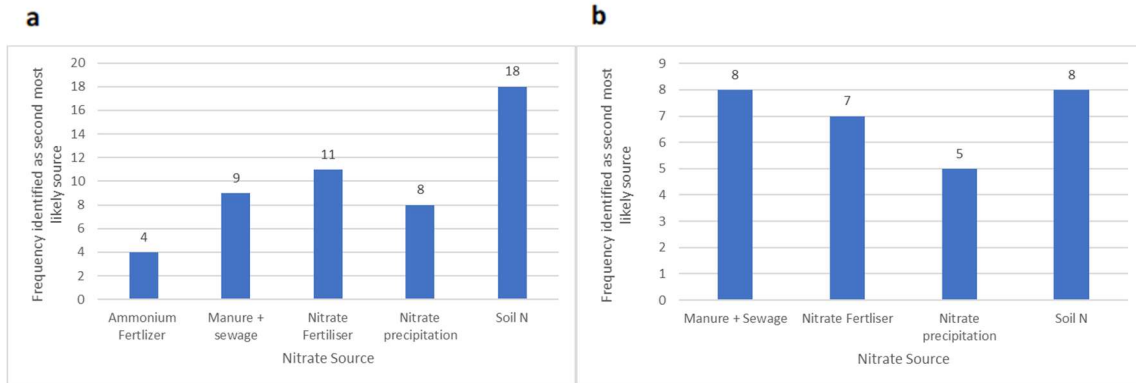 a
Frequency identified as second most
likely source
20
18
16
14
12
10
8
6
4
2
0
4
9
11
8
18
Ammonium
Fertlizer
Manure +
sewage
Nitrate
Fertiliser
Nitrate
precipitation
Soil N
Nitrate Source
b
Frequency identified as second most
likely source
9
8
7
6
5
4
3
2
1
0
8
7
5
8
Manure + Sewage
Nitrate Fertliser
Nitrate
precipitation
Soil N
Nitrate Source